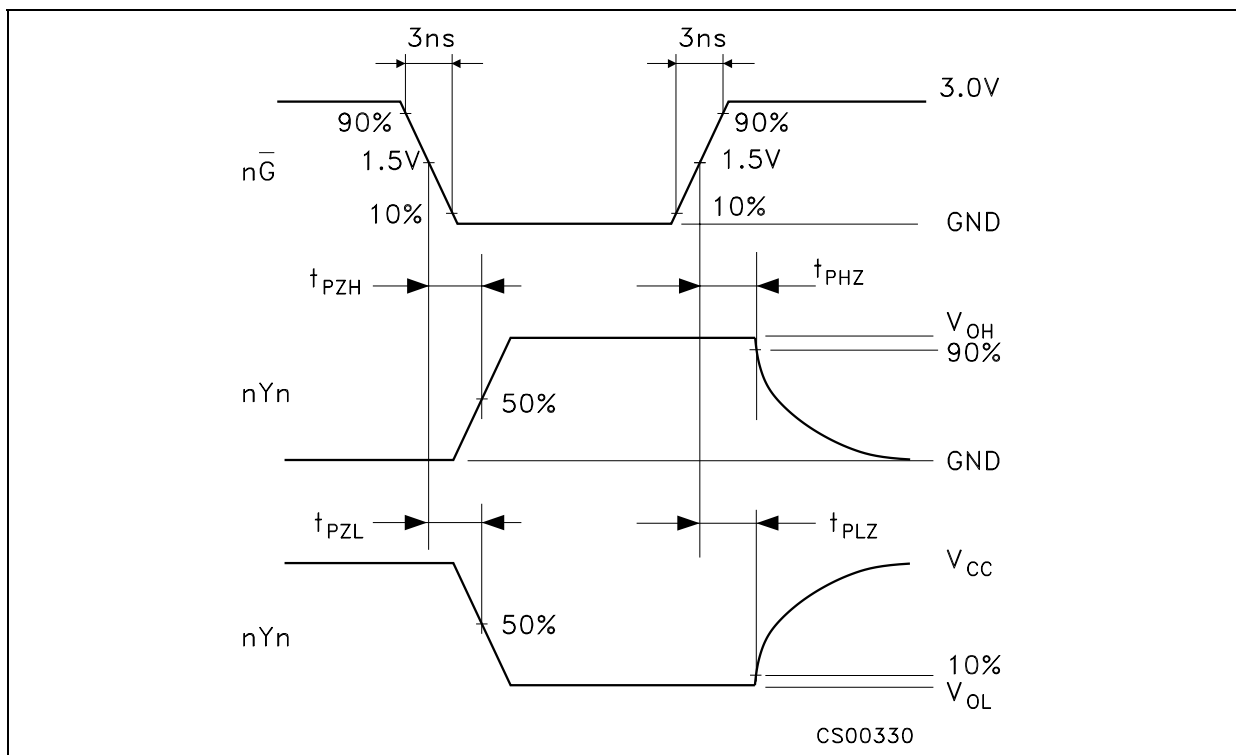 3ns 3ns
3.0V
90% 90%
nG̅ 1.5V 1.5V
10% 10%
GND
tPZH tPHZ
VOH
90%
nYn 50%
GND
tPZL tPLZ
VCC
nYn 50%
10%
VOL
CS00330